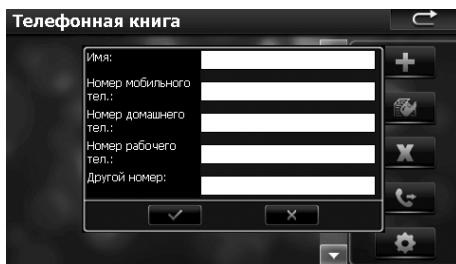 Телефонная книга
Имя:
Номер мобильного
тел.:
Номер домашнего
тел.:
Номер рабочего
тел.:
Другой номер: